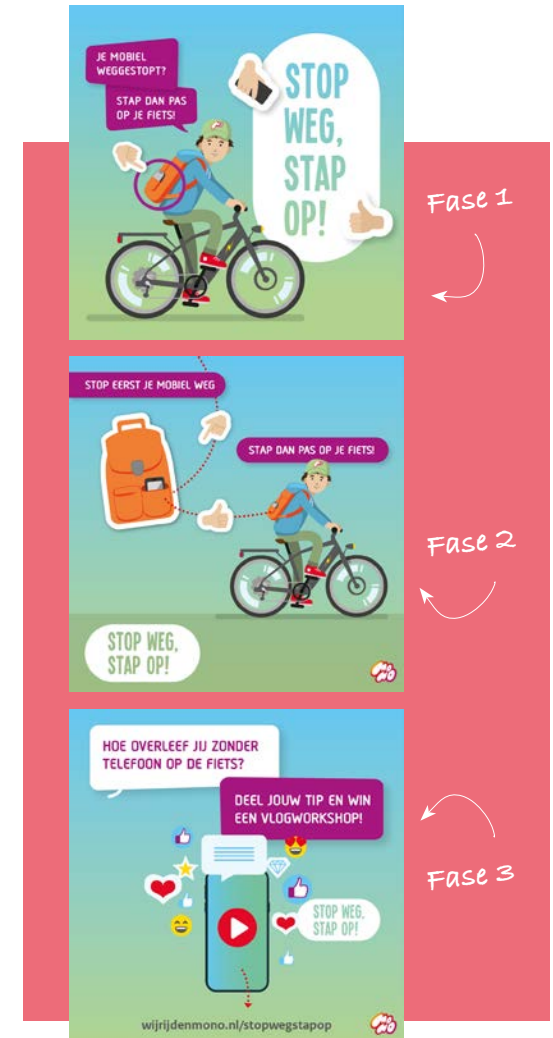 JE MOBIEL
WEGGESTOPT?
STAP DAN PAS
OP JE FIETS!
STOP
WEG,
STAP
OP!
Fase 1
STOP EERST JE MOBIEL WEG
STAP DAN PAS OP JE FIETS!
Fase 2
STOP WEG,
STAP OP!
MONO
HOE OVERLEEF JIJ ZONDER
TELEFOON OP DE FIETS?
DEEL JOUW TIP EN WIN
EEN VLOGWORKSHOP!
Fase 3
STOP WEG,
STAP OP!
wijrijdenmono.nl/stopwegstapop
MONO